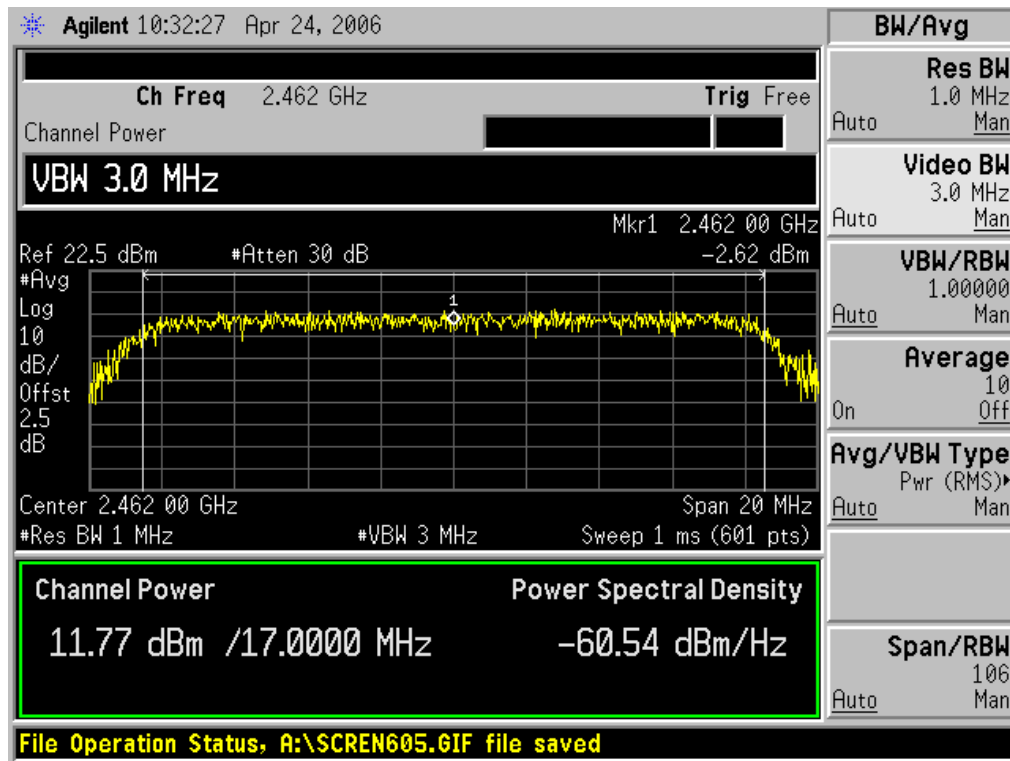 Agilent 10:32:27 Apr 24, 2006
BW/Avg
Ch Freq 2.462 GHz
Trig Free
Channel Power
VBW 3.0 MHz
Mkr1 2.462 00 GHz
Ref 22.5 dBm #Atten 30 dB -2.62 dBm
#Avg
Log
10
dB/
Offst
2.5
dB
1
Center 2.462 00 GHz Span 20 MHz
#Res BW 1 MHz #VBW 3 MHz Sweep 1 ms (601 pts)
Channel Power
Power Spectral Density
11.77 dBm /17.0000 MHz
-60.54 dBm/Hz
Res BW
1.0 MHz
Auto Man
Video BW
3.0 MHz
Auto Man
VBW/RBW
1.00000
Auto Man
Average
10
On Off
Avg/VBW Type
Pwr (RMS)▸
Auto Man
Span/RBW
106
Auto Man
File Operation Status, A:\SCREN605.GIF file saved